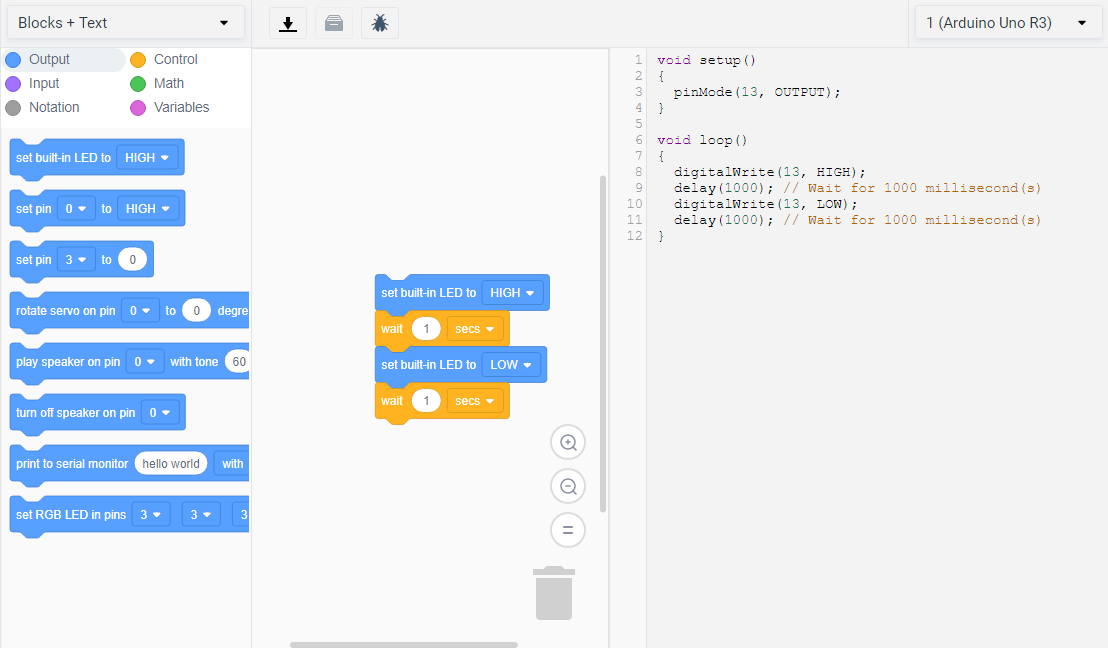 Blocks + Text
1 (Arduino Uno R3)
Output
Control
Input
Math
Notation
Variables
set built-in LED to HIGH
set pin 0 to HIGH
set pin 3 to 0
rotate servo on pin 0 to 0 degre
play speaker on pin 0 with tone 60
turn off speaker on pin 0
print to serial monitor hello world with
set RGB LED in pins 3 3 3
set built-in LED to HIGH
wait 1 secs
set built-in LED to LOW
wait 1 secs
1 void setup()
2 {
3 pinMode(13, OUTPUT);
4 }
5
6 void loop()
7 {
8 digitalWrite(13, HIGH);
9 delay(1000); // Wait for 1000 millisecond(s)
10 digitalWrite(13, LOW);
11 delay(1000); // Wait for 1000 millisecond(s)
12 }